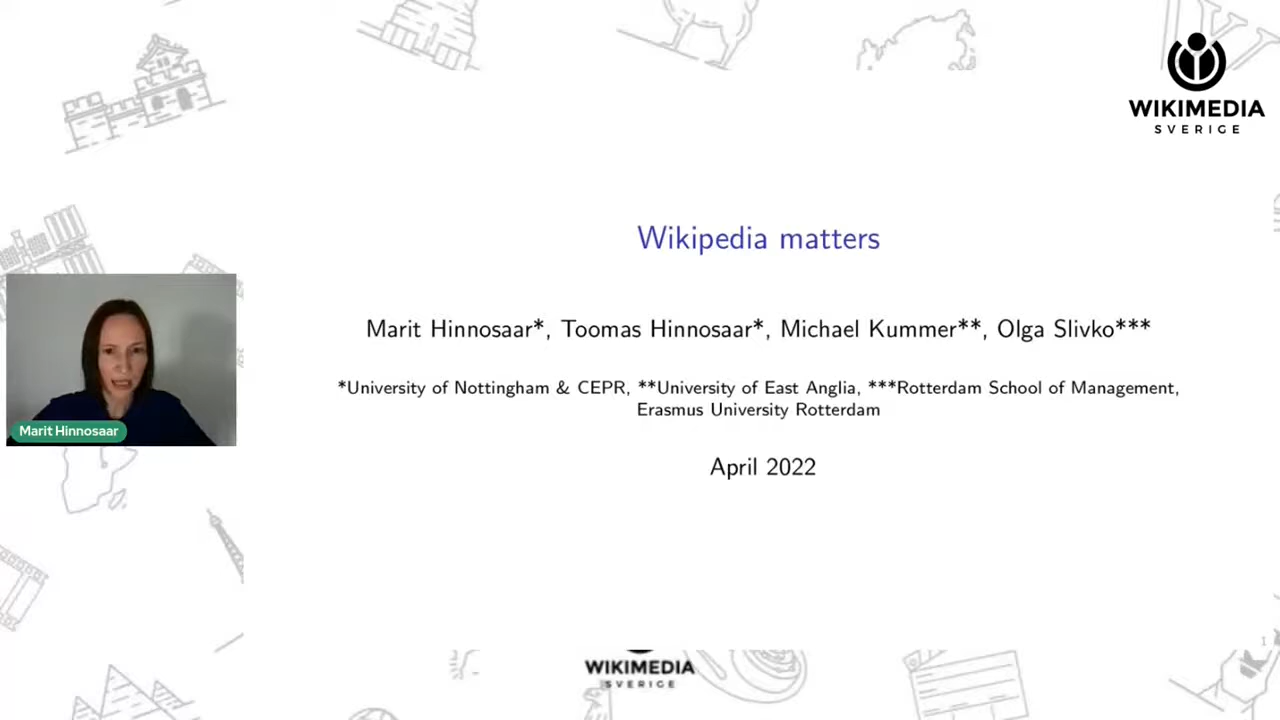 WIKIMEDIA
SVERIGE
Wikipedia matters
Marit Hinnosaar*, Toomas Hinnosaar*, Michael Kummer**, Olga Slivko***
*University of Nottingham & CEPR, **University of East Anglia, ***Rotterdam School of Management,
Erasmus University Rotterdam
Marit Hinnosaar
April 2022
1
WIKIMEDIA
SVERIGE